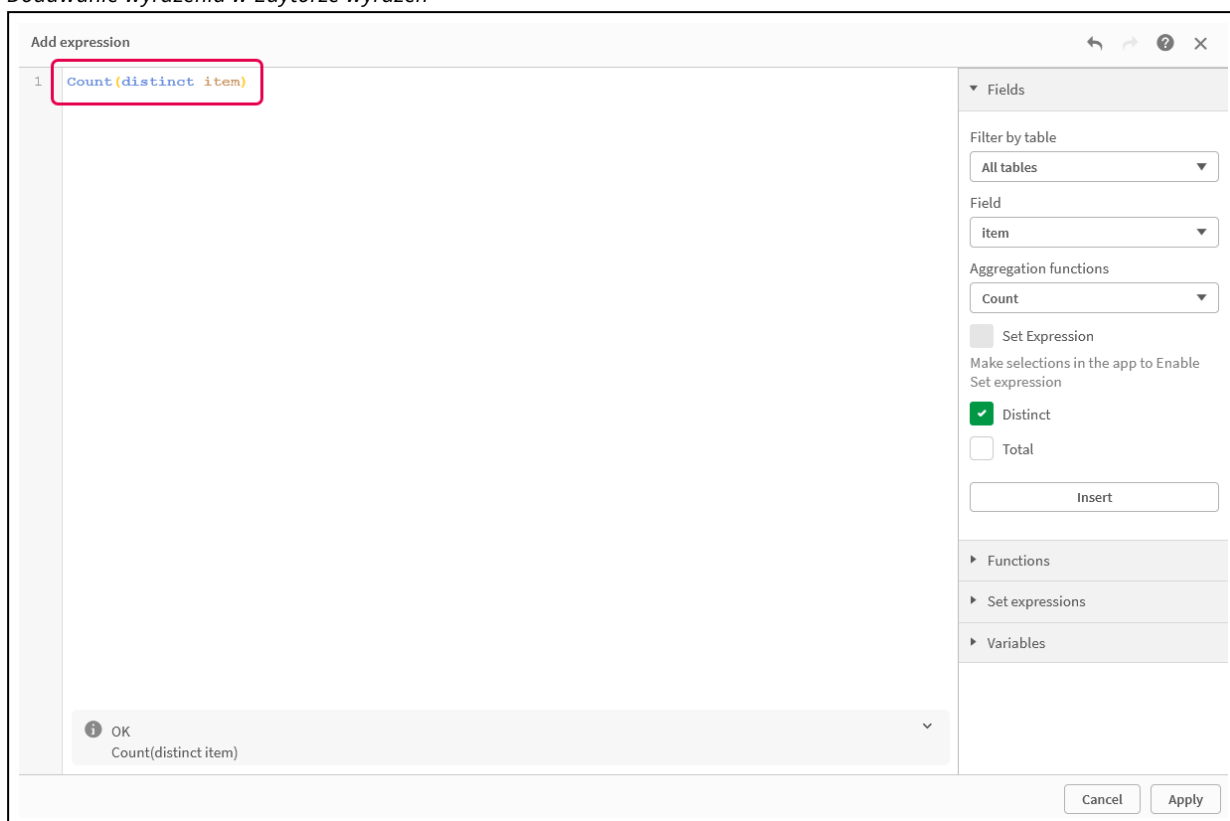 Dodawanie wyrażenia w Edytorze wyrażeń
Add expression
1 Count(distinct item)
Fields
Filter by table
All tables
Field
item
Aggregation functions
Count
Set Expression
Make selections in the app to Enable
Set expression
Distinct
Total
Insert
Functions
Set expressions
Variables
OK
Count(distinct item)
Cancel
Apply